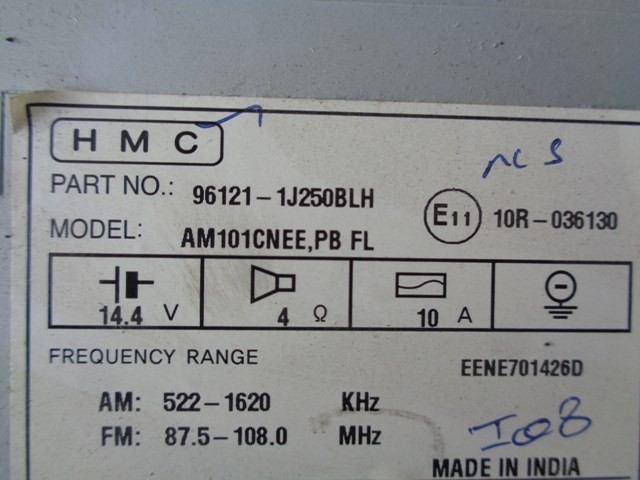 HMC
PART NO.: 96121-1J250BLH
MODEL: AM101CNEE,PB FL
E11 10R-036130
14.4 V 4 Ω 10 A
FREQUENCY RANGE
EENE701426D
AM: 522-1620 KHz
FM: 87.5-108.0 MHz
I08
MADE IN INDIA